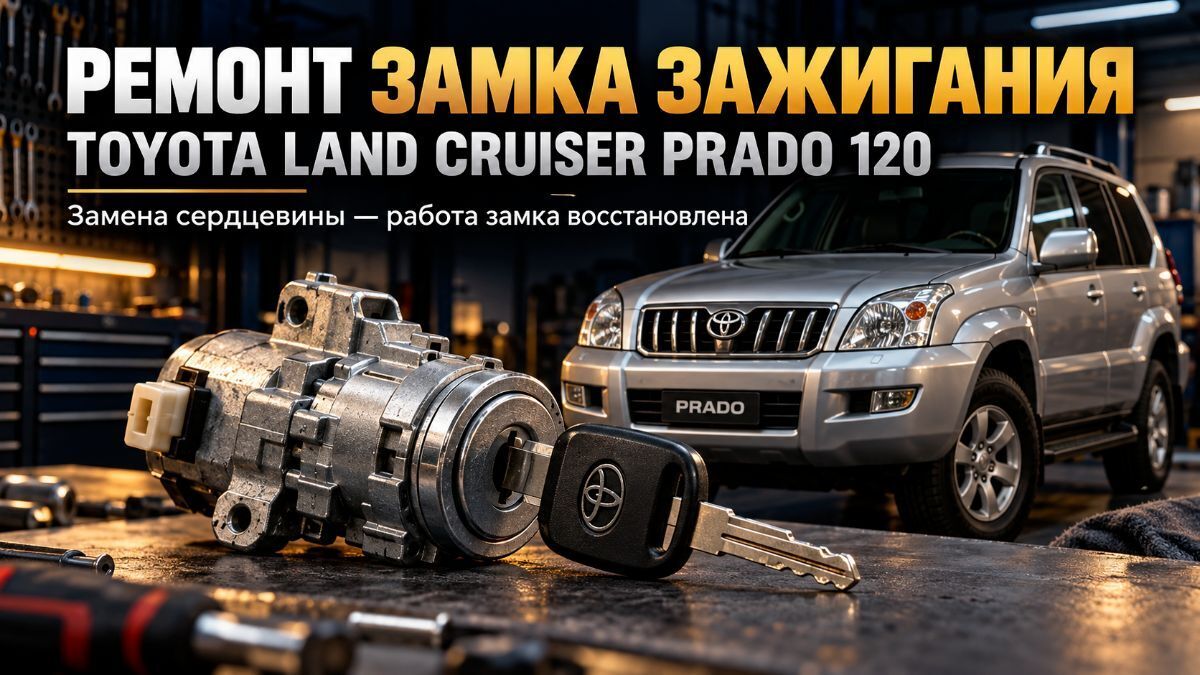 РЕМОНТ ЗАМКА ЗАЖИГАНИЯ
TOYOTA LAND CRUISER PRADO 120
Замена сердцевины — работа замка восстановлена
PRADO